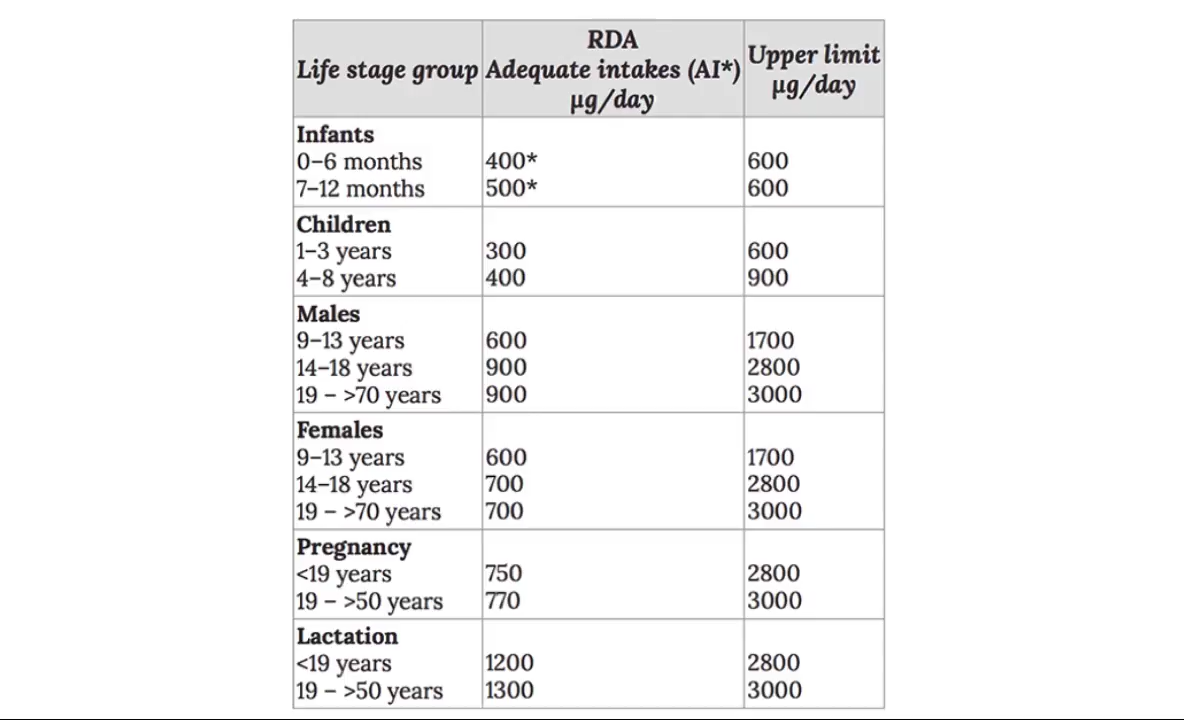 Life stage group RDA Adequate intakes (AI*) µg/day Upper limit µg/day
Infants
0–6 months 400* 600
7–12 months 500* 600
Children
1–3 years 300 600
4–8 years 400 900
Males
9–13 years 600 1700
14–18 years 900 2800
19 – >70 years 900 3000
Females
9–13 years 600 1700
14–18 years 700 2800
19 – >70 years 700 3000
Pregnancy
<19 years 750 2800
19 – >50 years 770 3000
Lactation
<19 years 1200 2800
19 – >50 years 1300 3000